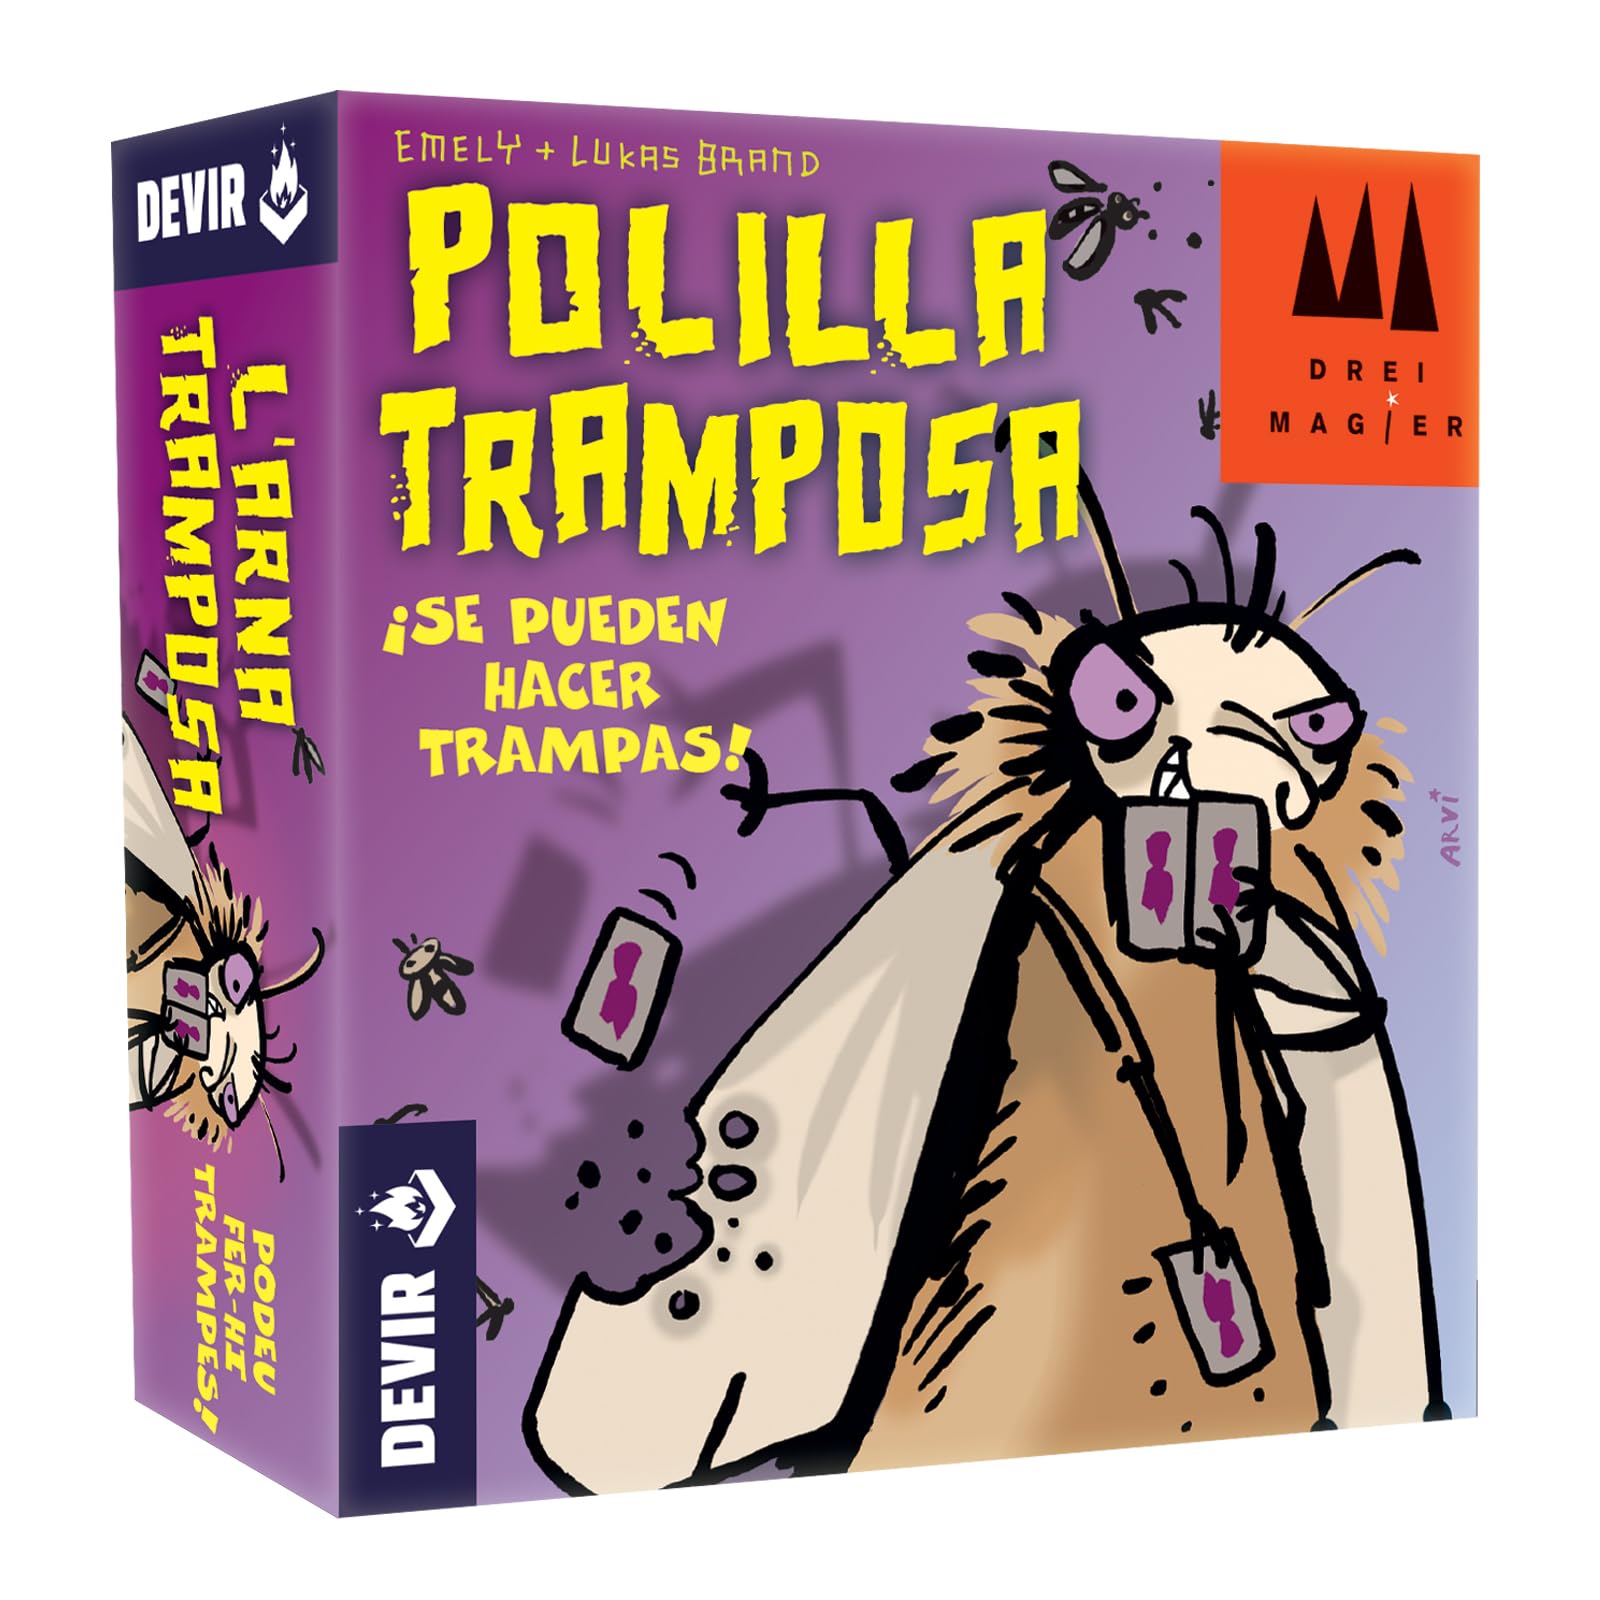 EMELY + LUKAS BRAND
POLILLA
TRAMPOSA
¡SE PUEDEN
HACER
TRAMPAS!
DREI
MAGIER
ARVI
DEVIR
DEVIR
L'ARNA
TRAMPOSA
PODEU
FER-HI
TRAMPES!